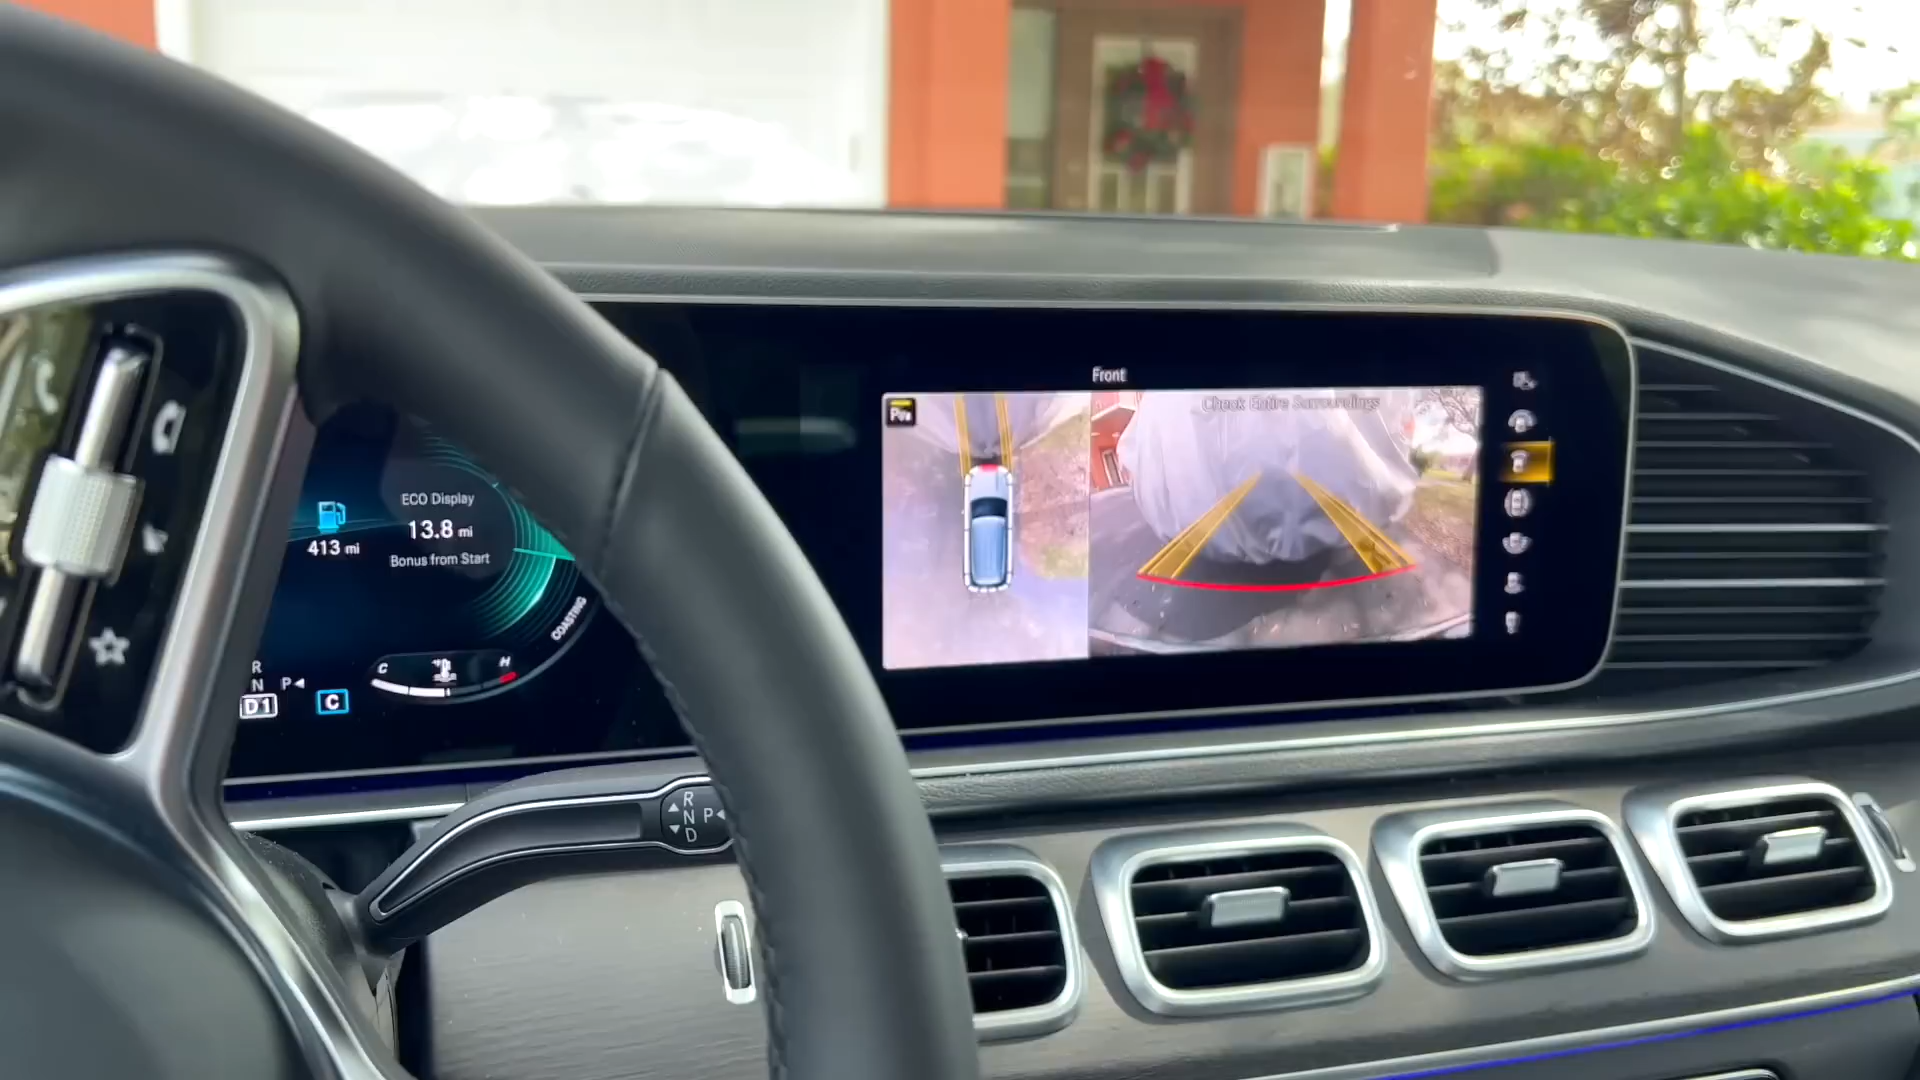 Front
Check Entire Surroundings
ECO Display
13.8 mi
Bonus from Start
413 mi
COASTING
C
H
R
N
P
D1
C
R
N
P
D